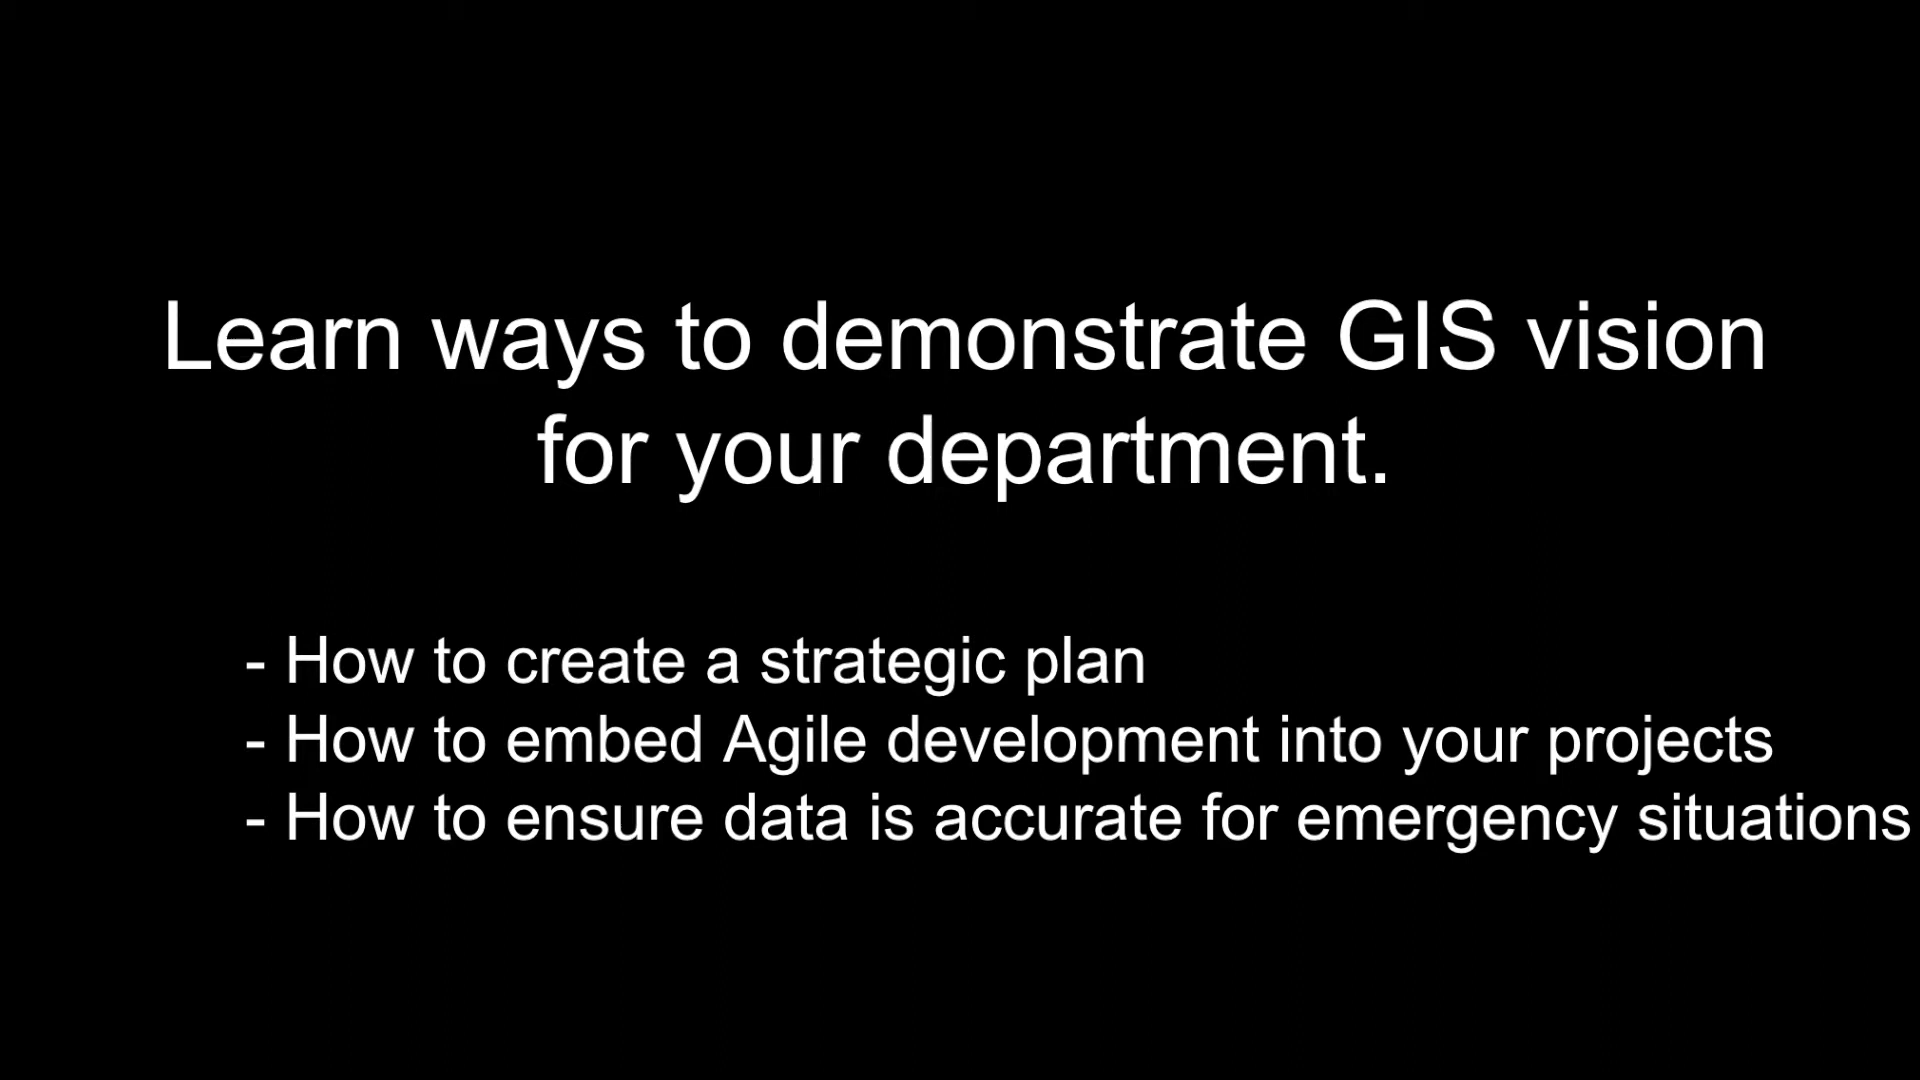 Learn ways to demonstrate GIS vision
for your department.
- How to create a strategic plan
- How to embed Agile development into your projects
- How to ensure data is accurate for emergency situations